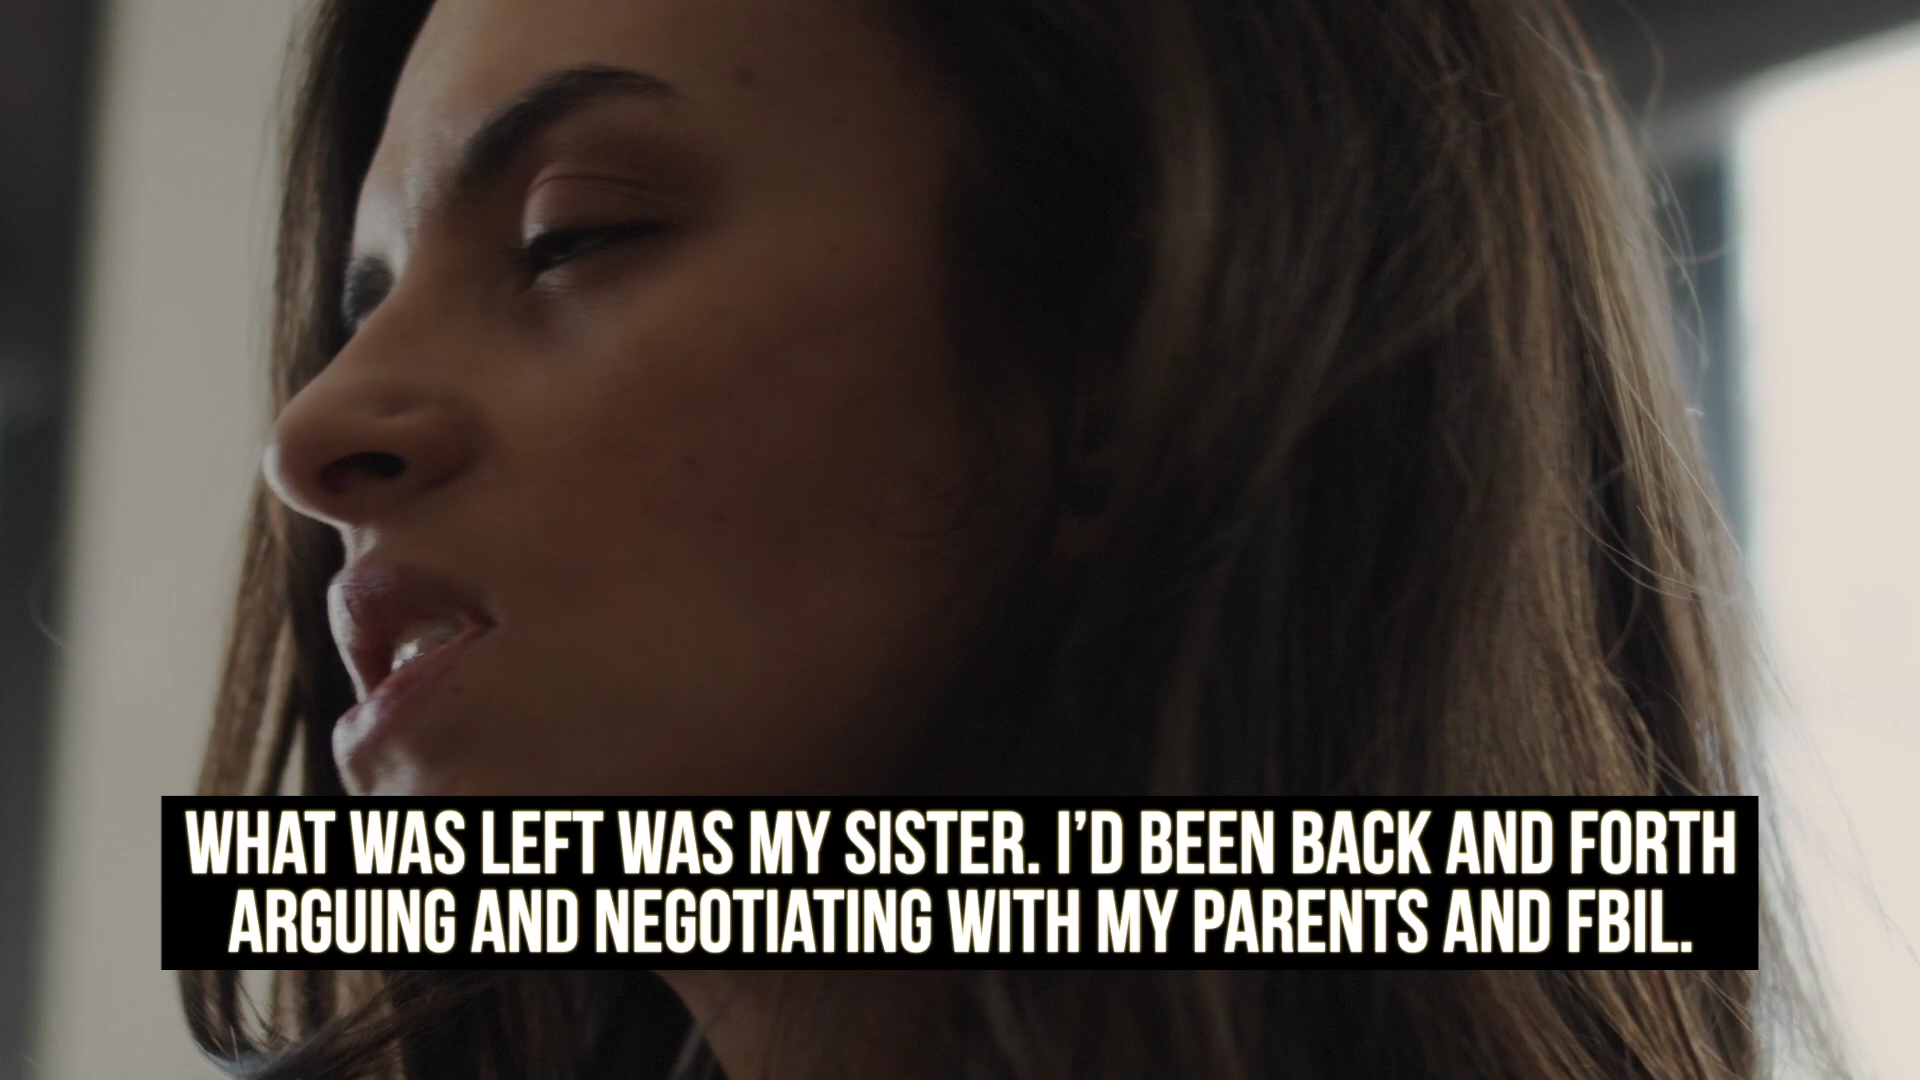 WHAT WAS LEFT WAS MY SISTER. I’D BEEN BACK AND FORTH
ARGUING AND NEGOTIATING WITH MY PARENTS AND FBIL.